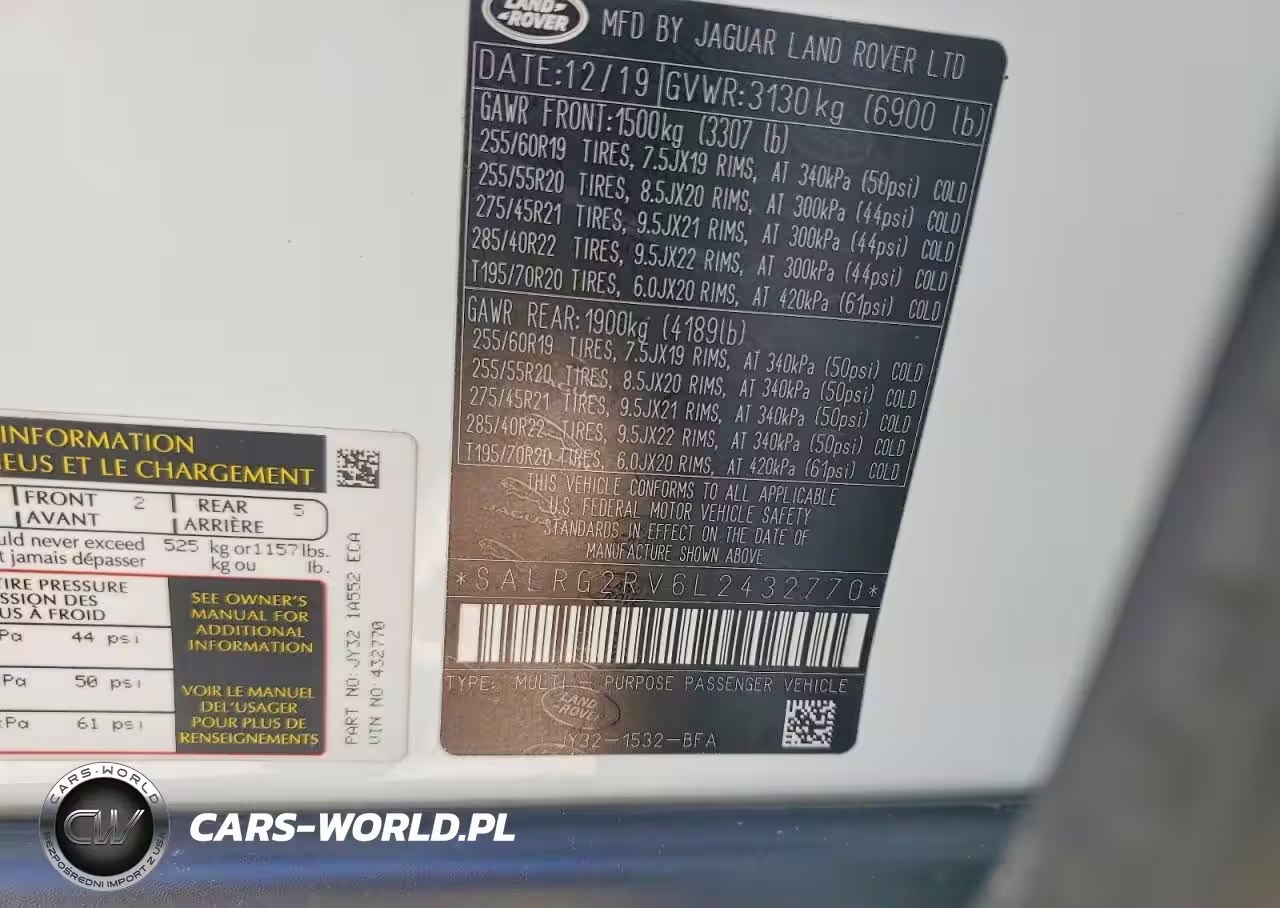 LAND
ROVER
MFD BY JAGUAR LAND ROVER LTD
DATE:12/19 GVWR:3130kg (6900 lb)
GAWR FRONT:1500kg (3307 lb)
255/60R19 TIRES, 7.5JX19 RIMS, AT 340kPa (50psi) COLD
255/55R20 TIRES, 8.5JX20 RIMS, AT 300kPa (44psi) COLD
275/45R21 TIRES, 9.5JX21 RIMS, AT 300kPa (44psi) COLD
285/40R22 TIRES, 9.5JX22 RIMS, AT 300kPa (44psi) COLD
T195/70R20 TIRES, 6.0JX20 RIMS, AT 420kPa (61psi) COLD
GAWR REAR:1900kg (4189lb)
255/60R19 TIRES, 7.5JX19 RIMS, AT 340kPa (50psi) COLD
255/55R20 TIRES, 8.5JX20 RIMS, AT 340kPa (50psi) COLD
275/45R21 TIRES, 9.5JX21 RIMS, AT 340kPa (50psi) COLD
285/40R22 TIRES, 9.5JX22 RIMS, AT 340kPa (50psi) COLD
T195/70R20 TIRES, 6.0JX20 RIMS, AT 420kPa (61psi) COLD
THIS VEHICLE CONFORMS TO ALL APPLICABLE
U.S. FEDERAL MOTOR VEHICLE SAFETY
STANDARDS IN EFFECT ON THE DATE OF
MANUFACTURE SHOWN ABOVE
*SALRG2RV6L2432770*
TYPE: MULTI - PURPOSE PASSENGER VEHICLE
LAND
ROVER
JY32-1532-BFA
INFORMATION
EUS ET LE CHARGEMENT
FRONT 2 REAR 5
AVANT ARRIÈRE
uld never exceed 525 kg or 1157 lbs.
t jamais dépasser kg ou lb.
TIRE PRESSURE
SSION DES
US À FROID
Pa 44 psi
Pa 50 psi
kPa 61 psi
SEE OWNER'S
MANUAL FOR
ADDITIONAL
INFORMATION
VOIR LE MANUEL
DEL'USAGER
POUR PLUS DE
RENSEIGNEMENTS
PART NO:JY32 1A552 ECA
VIN NO:432770
CARS-WORLD
CW
BEZPOŚREDNI IMPORT Z USA
CARS-WORLD.PL